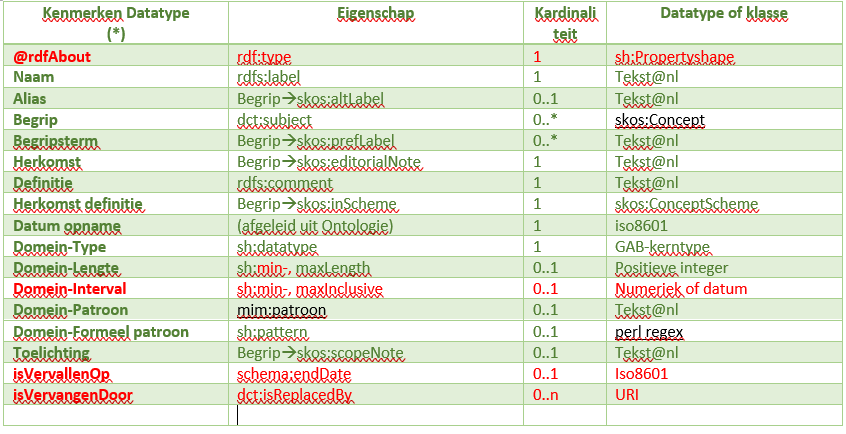 Kenmerken Datatype (*) Eigenschap Kardinali teit Datatype of klasse
@rdfAbout rdf:type 1 sh:Propertyshape
Naam rdfs:label 1 Tekst@nl
Alias Begrip→skos:altLabel 0..1 Tekst@nl
Begrip dct:subject 0..* skos:Concept
Begripsterm Begrip→skos:prefLabel 0..* Tekst@nl
Herkomst Begrip→skos:editorialNote 1 Tekst@nl
Definitie rdfs:comment 1 Tekst@nl
Herkomst definitie Begrip→skos:inScheme 1 skos:ConceptScheme
Datum opname (afgeleid uit Ontologie) 1 iso8601
Domein-Type sh:datatype 1 GAB-kerntype
Domein-Lengte sh:min-, maxLength 0..1 Positieve integer
Domein-Interval sh:min-, maxInclusive 0..1 Numeriek of datum
Domein-Patroon mim:patroon 0..1 Tekst@nl
Domein-Formeel patroon sh:pattern 0..1 perl regex
Toelichting Begrip→skos:scopeNote 0..1 Tekst@nl
isVervallenOp schema:endDate 0..1 Iso8601
isVervangenDoor dct:isReplacedBy 0..n URI